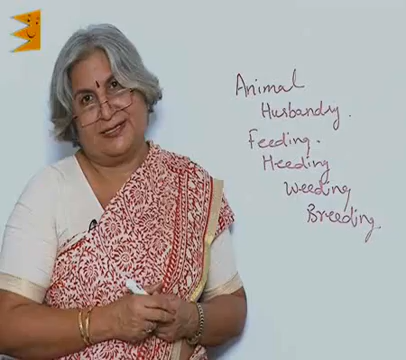 Animal
Husbandry.
Feeding.
Heeding
Weeding
Breeding.